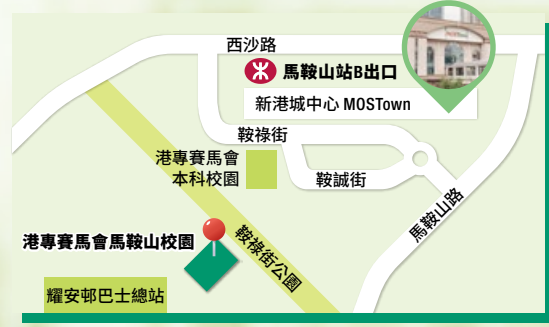 西沙路
馬鞍山站B出口
新港城中心 MOSTown
鞍祿街
港專賽馬會
本科校園
鞍誠街
馬鞍山路
港專賽馬會馬鞍山校園
鞍祿街公園
耀安邨巴士總站